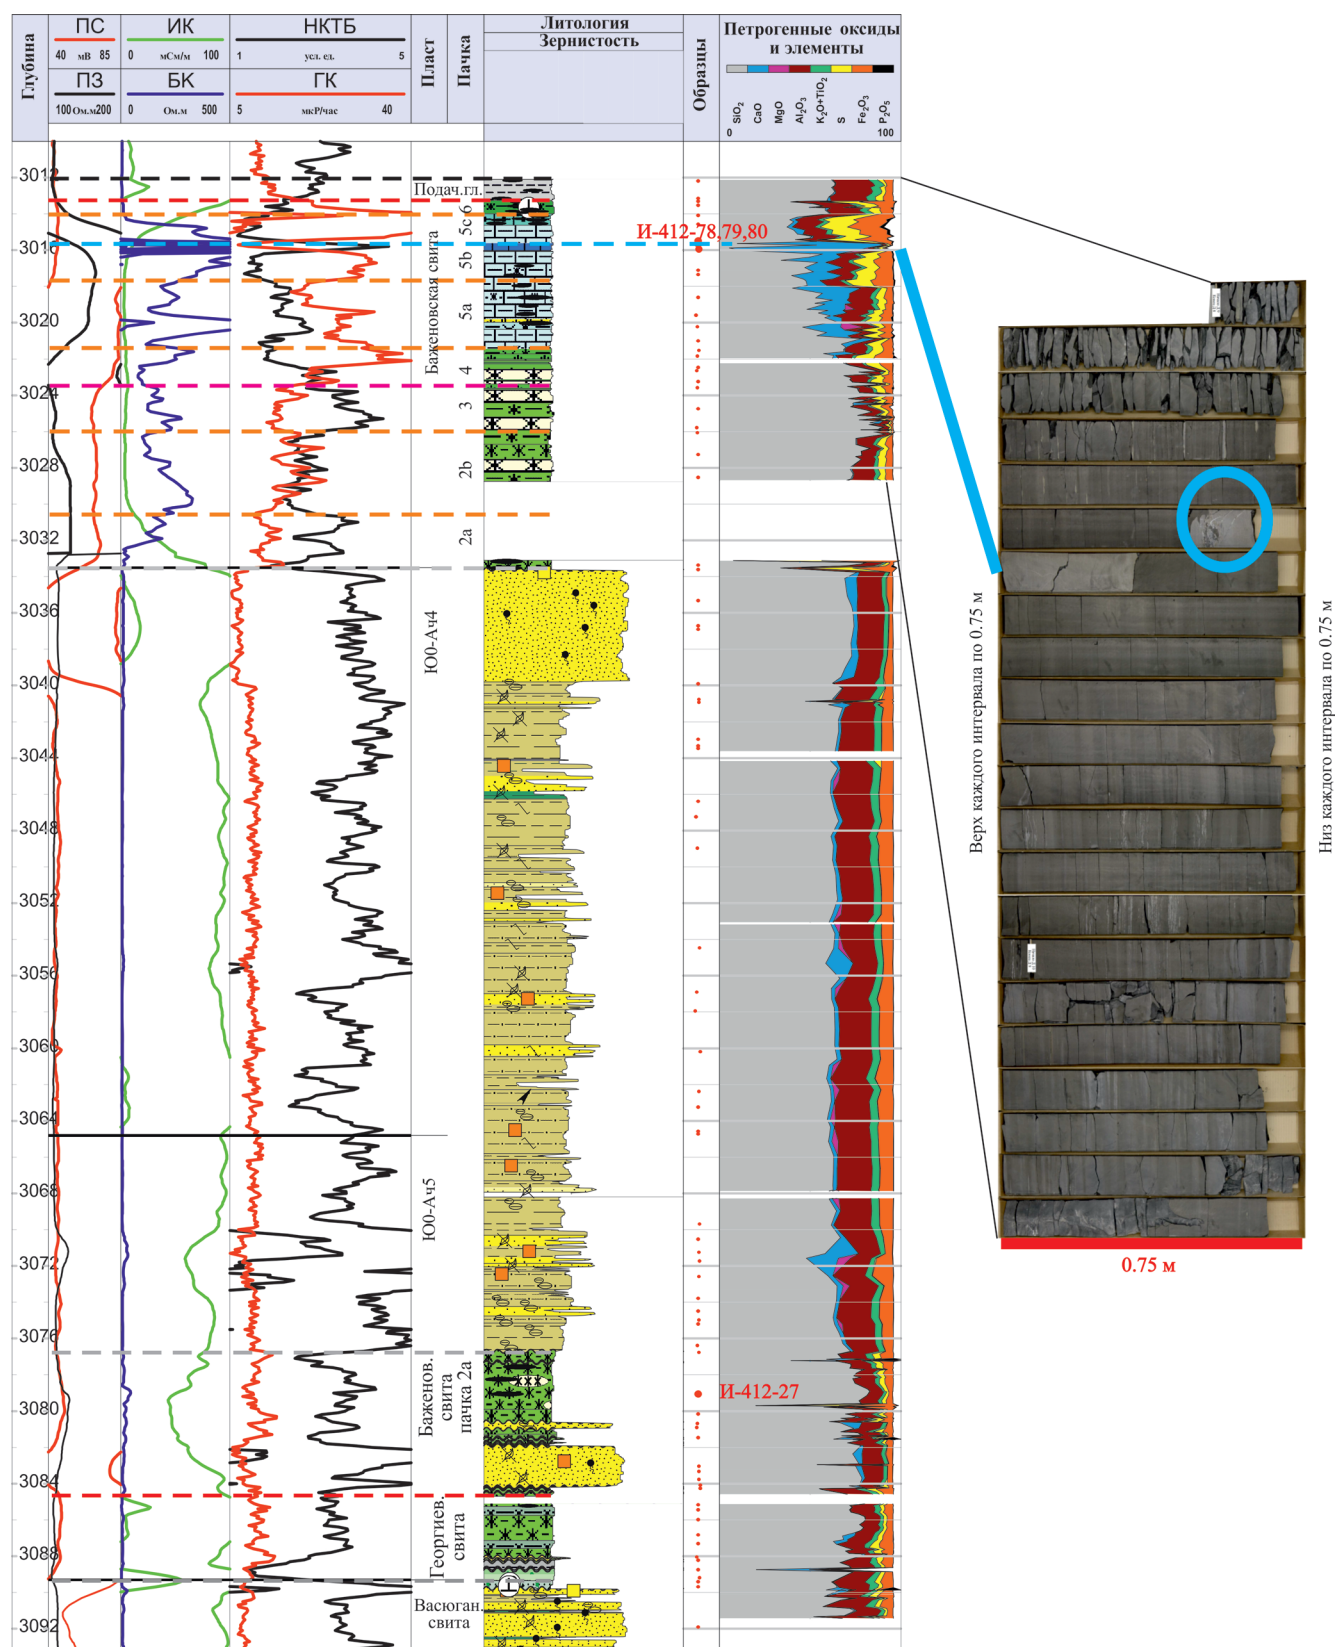 Глубина
ПС
40 мВ 85
ПЗ
100 Ом.м 200
ИК
0 мСм/м 100
БК
0 Ом.м 500
НКТБ
1 усл. ед. 5
ГК
5 мкР/час 40
Пласт
Пачка
Литология
Зернистость
Образцы
Петрогенные оксиды
и элементы
SiO₂
CaO
MgO
Al₂O₃
K₂O+TiO₂
S
Fe₂O₃
P₂O₅
0 100
3012
3016
3020
3024
3028
3032
3036
3040
3044
3048
3052
3056
3060
3064
3068
3072
3076
3080
3084
3088
3092
Подач.гл.
Баженовская свита
6
5c
5b
5a
4
3
2b
2a
Ю0-Ач4
Ю0-Ач5
Баженов.
свита
пачка 2а
Георгиев.
свита
Васюган.
свита
И-412-78,79,80
И-412-27
Верх каждого интервала по 0.75 м
Низ каждого интервала по 0.75 м
0.75 м